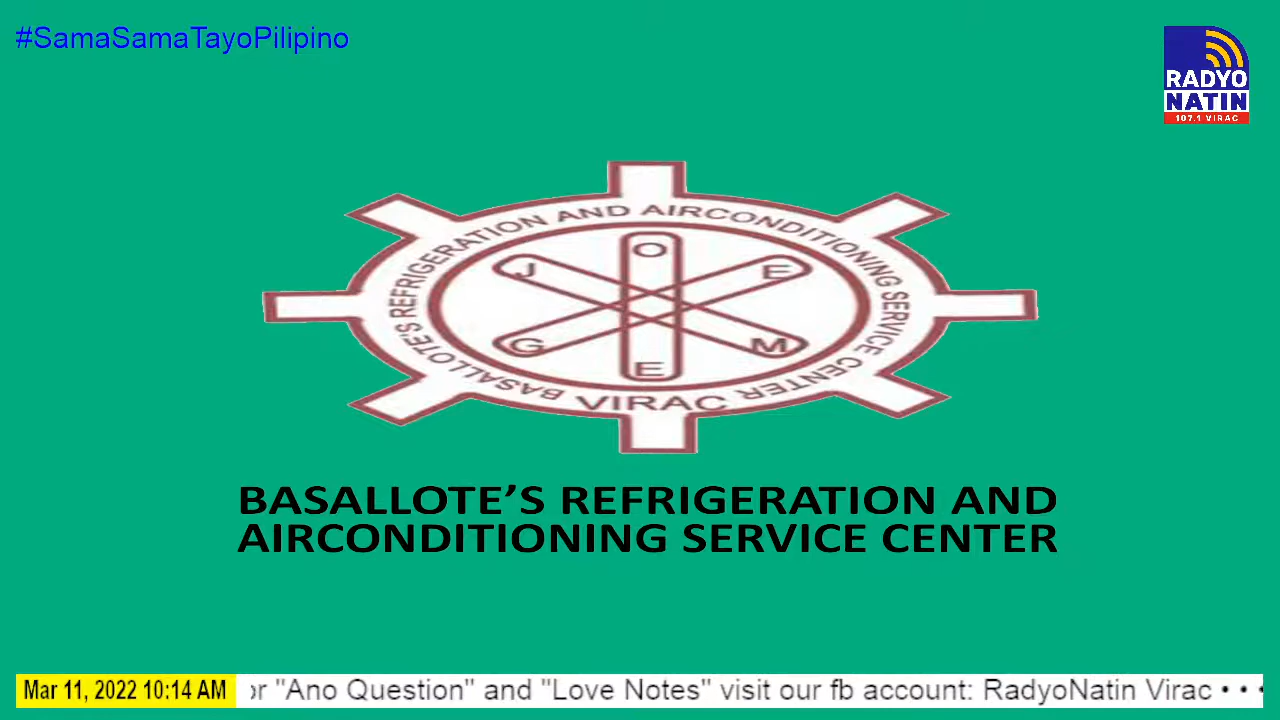 #SamaSamaTayoPilipino
RADYO
NATIN
107.1 VIRAC
BASALLOTE'S REFRIGERATION AND AIRCONDITIONING SERVICE CENTER
VIRAC
O
J E
G M
E
BASALLOTE’S REFRIGERATION AND
AIRCONDITIONING SERVICE CENTER
Mar 11, 2022 10:14 AM
"Ano Question" and "Love Notes" visit our fb account: RadyoNatin Virac • • •